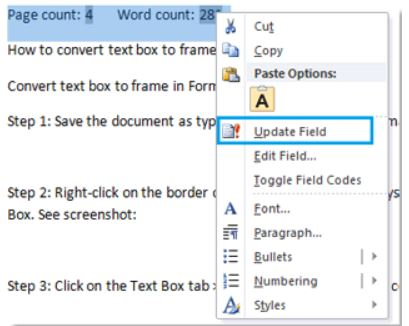 Page count: 4 Word count: 28
How to convert text box to frame
Convert text box to frame in Form
Step 1: Save the document as typ
Step 2: Right-click on the border
Box. See screenshot:
Step 3: Click on the Text Box tab >
Cut
Copy
Paste Options:
A
Update Field
Edit Field...
Toggle Field Codes
A Font...
Paragraph...
Bullets
Numbering
Styles